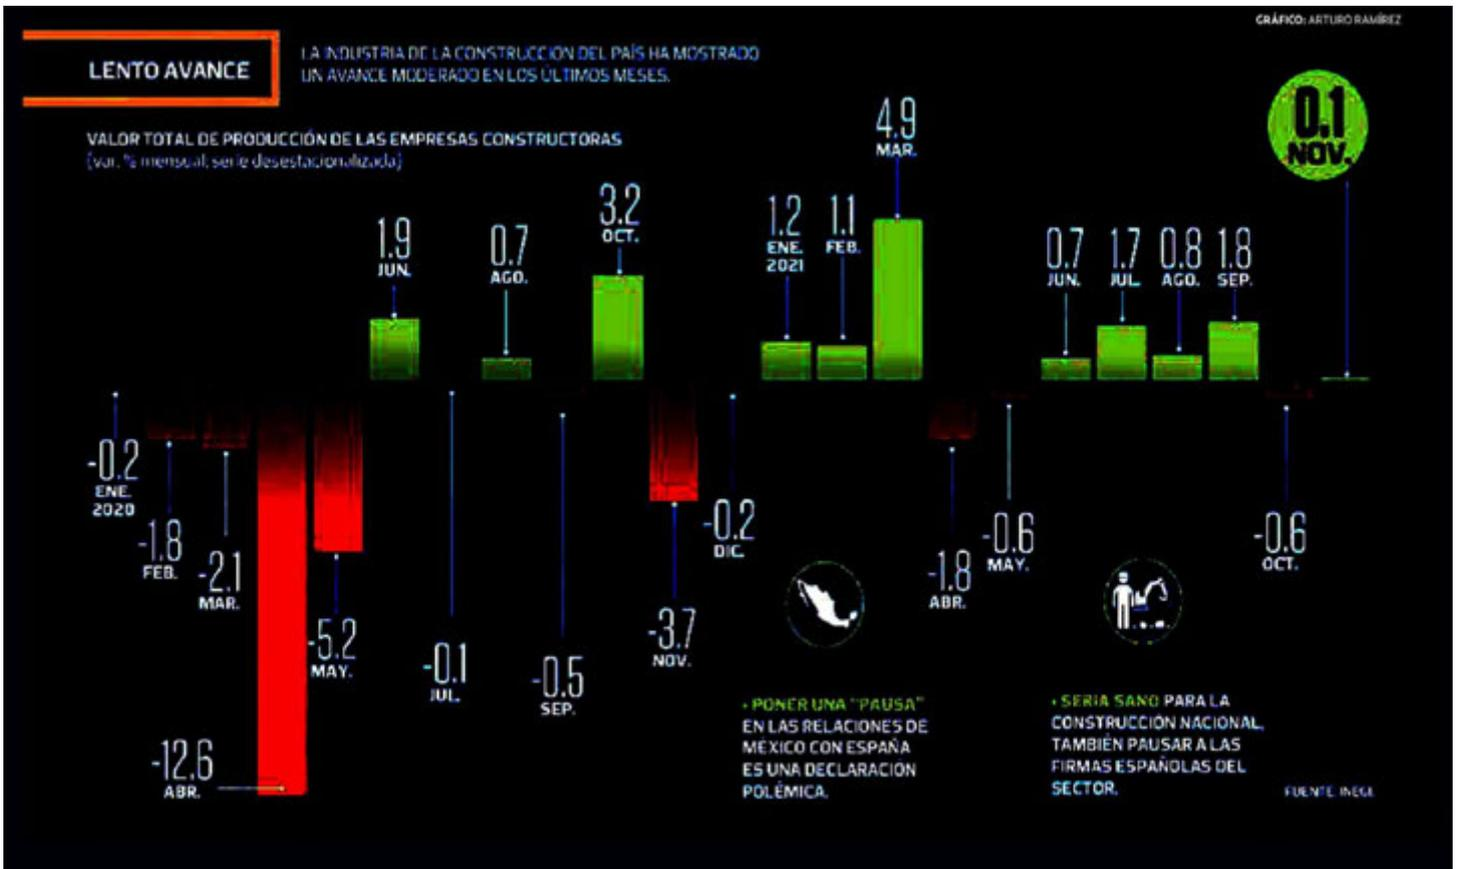 GRÁFICO: ARTURO RAMÍREZ
LENTO AVANCE
LA INDUSTRIA DE LA CONSTRUCCIÓN DEL PAÍS HA MOSTRADO
UN AVANCE MODERADO EN LOS ÚLTIMOS MESES.
VALOR TOTAL DE PRODUCCIÓN DE LAS EMPRESAS CONSTRUCTORAS
(var. % mensual, serie desestacionalizada)
-0.2
ENE.
2020
-1.8
FEB.
-2.1
MAR.
-12.6
ABR.
-5.2
MAY.
1.9
JUN.
-0.1
JUL.
0.7
AGO.
-0.5
SEP.
3.2
OCT.
-3.7
NOV.
-0.2
DIC.
1.2
ENE.
2021
1.1
FEB.
4.9
MAR.
-1.8
ABR.
-0.6
MAY.
0.7
JUN.
1.7
JUL.
0.8
AGO.
1.8
SEP.
-0.6
OCT.
0.1
NOV.
• PONER UNA "PAUSA"
EN LAS RELACIONES DE
MÉXICO CON ESPAÑA
ES UNA DECLARACIÓN
POLÉMICA.
• SERIA SANO PARA LA
CONSTRUCCIÓN NACIONAL,
TAMBIÉN PAUSAR A LAS
FIRMAS ESPAÑOLAS DEL
SECTOR.
FUENTE: INEGI.